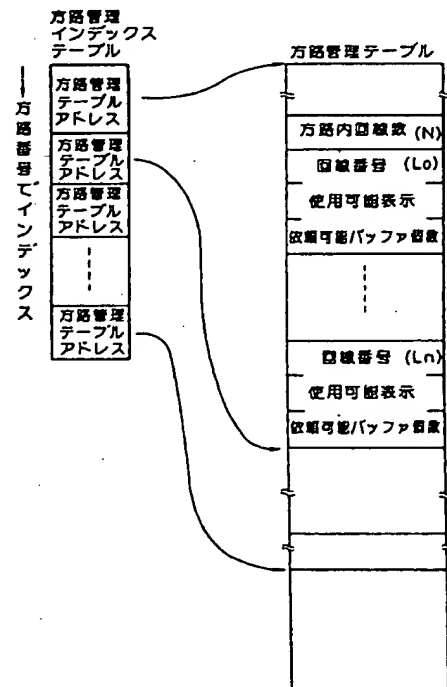 方路管理
インデックス
テーブル
方路番号でインデックス
方路管理
テーブル
アドレス
方路管理
テーブル
アドレス
方路管理
テーブル
アドレス
方路管理
テーブル
アドレス
方路管理テーブル
方路内回線数 (N)
回線番号 (Lo)
使用可能表示
依頼可能バッファ個数
回線番号 (Ln)
使用可能表示
依頼可能バッファ個数